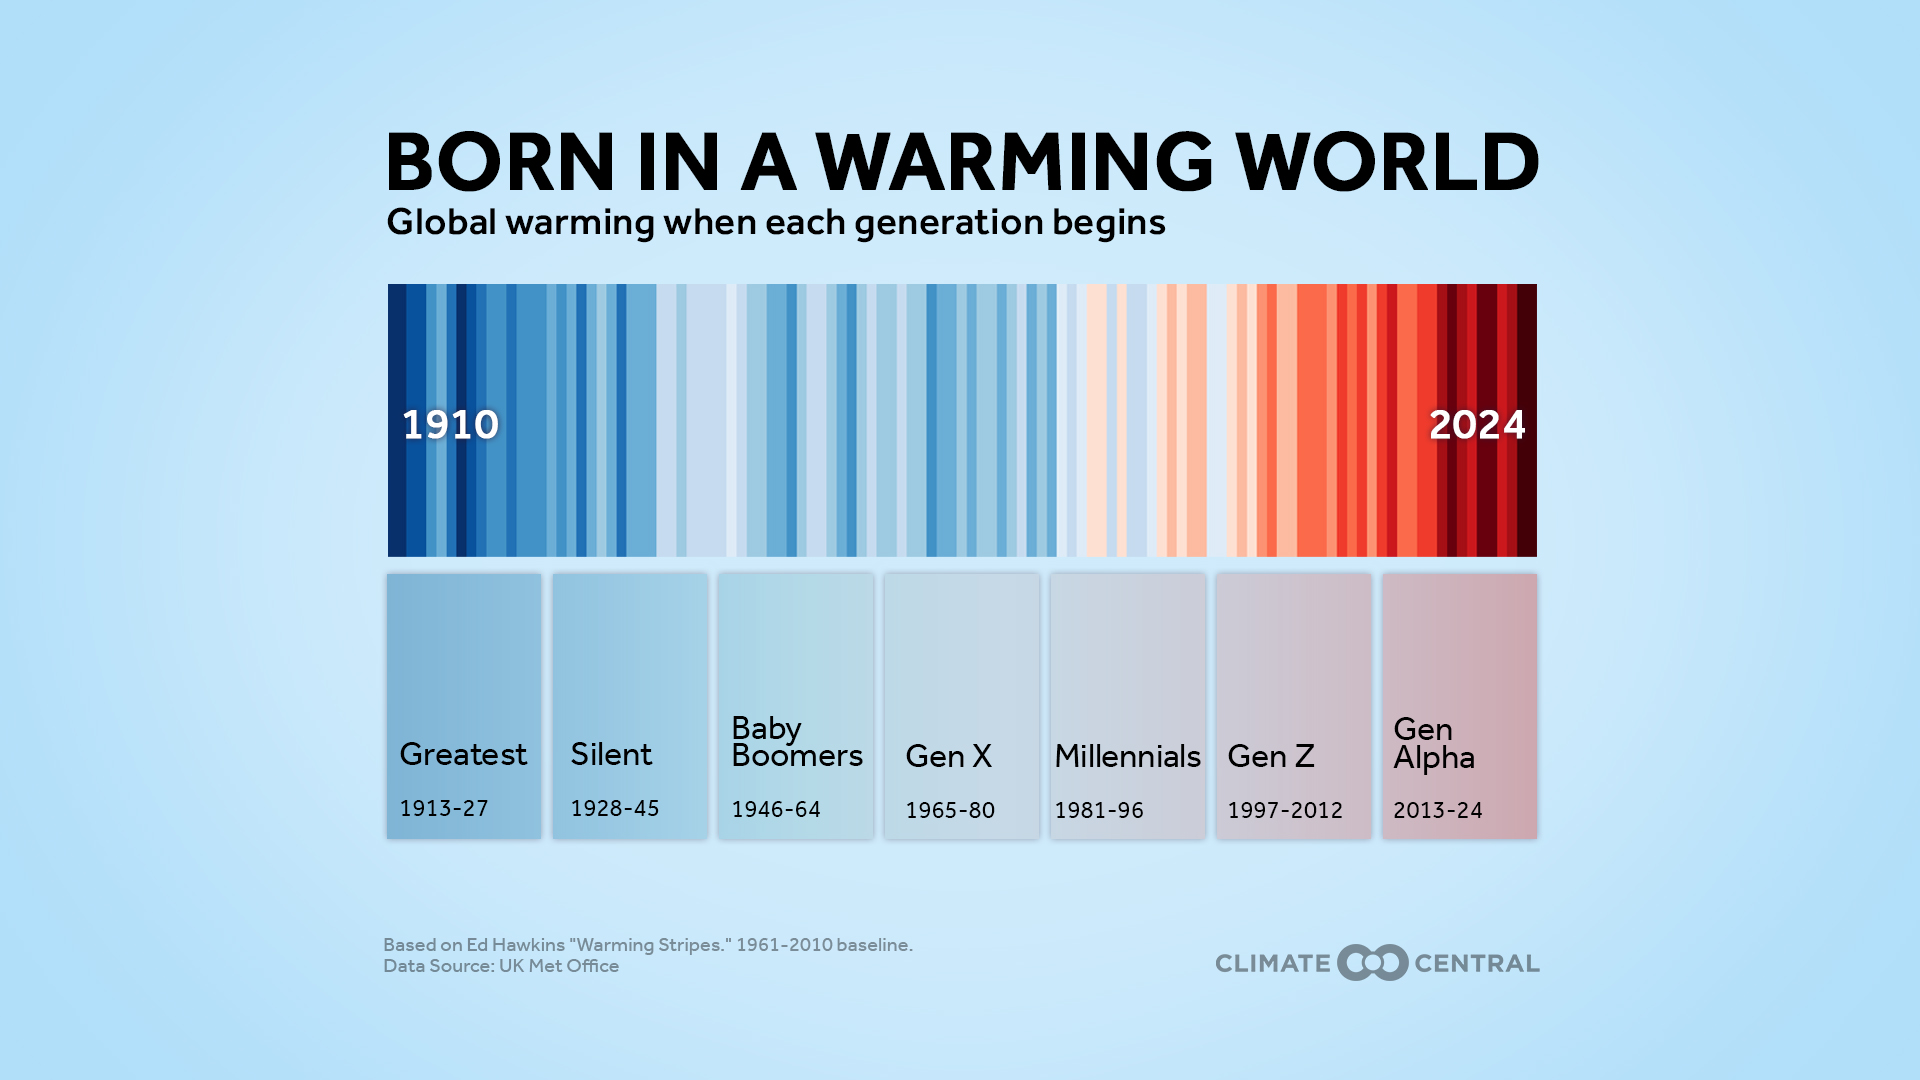 BORN IN A WARMING WORLD
Global warming when each generation begins
1910
2024
Greatest
1913-27
Silent
1928-45
Baby
Boomers
1946-64
Gen X
1965-80
Millennials
1981-96
Gen Z
1997-2012
Gen
Alpha
2013-24
Based on Ed Hawkins "Warming Stripes." 1961-2010 baseline.
Data Source: UK Met Office
CLIMATE CENTRAL